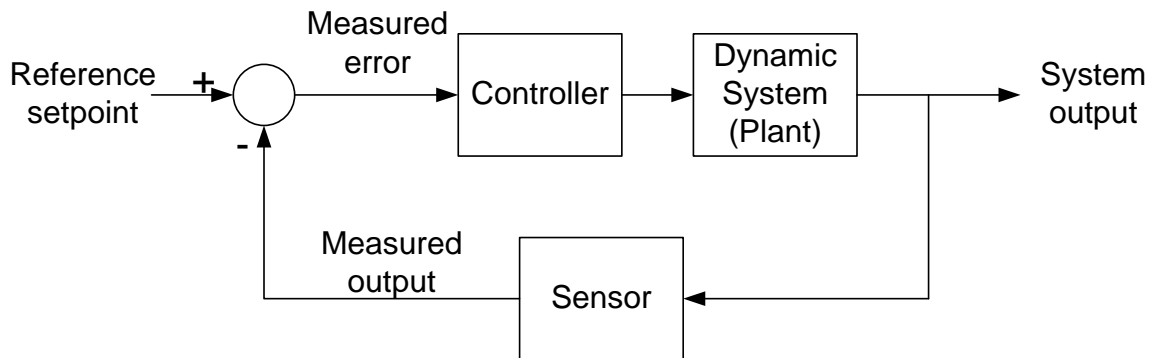 Reference
setpoint
+
-
Measured
error
Controller
Dynamic
System
(Plant)
System
output
Measured
output
Sensor